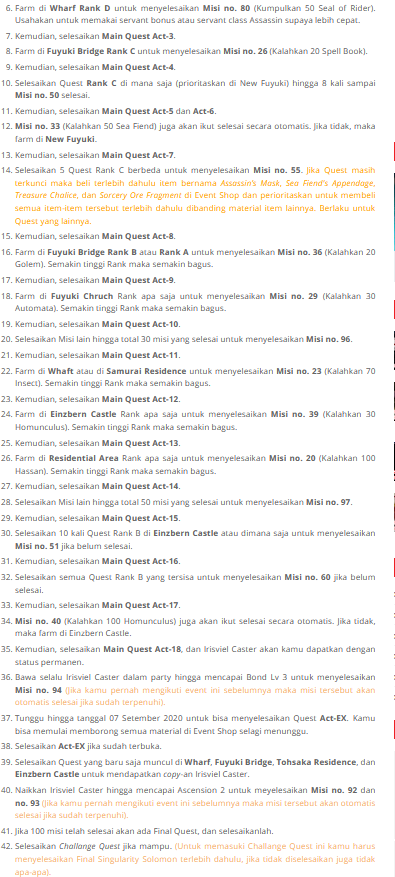 6. Farm di Wharf Rank D untuk menyelesaikan Misi no. 80 (Kumpulkan 50 Seal of Rider).
Usahakan untuk memakai servant bonus atau servant class Assassin supaya lebih cepat.
7. Kemudian, selesaikan Main Quest Act-3.
8. Farm di Fuyuki Bridge Rank C untuk menyelesaikan Misi no. 26 (Kalahkan 20 Spell Book).
9. Kemudian, selesaikan Main Quest Act-4.
10. Selesaikan Quest Rank C di mana saja (prioritaskan di New Fuyuki) hingga 8 kali sampai
Misi no. 50 selesai.
11. Kemudian, selesaikan Main Quest Act-5 dan Act-6.
12. Misi no. 33 (Kalahkan 50 Sea Fiend) juga akan ikut selesai secara otomatis. Jika tidak, maka
farm di New Fuyuki.
13. Kemudian, selesaikan Main Quest Act-7.
14. Selesaikan 5 Quest Rank C berbeda untuk menyelesaikan Misi no. 55. Jika Quest masih
terkunci maka beli terlebih dahulu item bernama Assassin's Mask, Sea Fiend's Appendage,
Treasure Chalice, dan Sorcery Ore Fragment di Event Shop dan perioritaskan untuk membeli
semua item-item tersebut terlebih dahulu dibanding material item lainnya. Berlaku untuk
Quest yang lainnya.
15. Kemudian, selesaikan Main Quest Act-8.
16. Farm di Fuyuki Bridge Rank B atau Rank A untuk menyelesaikan Misi no. 36 (Kalahkan 20
Golem). Semakin tinggi Rank maka semakin bagus.
17. Kemudian, selesaikan Main Quest Act-9.
18. Farm di Fuyuki Chruch Rank apa saja untuk menyelesaikan Misi no. 29 (Kalahkan 30
Automata). Semakin tinggi Rank maka semakin bagus.
19. Kemudian, selesaikan Main Quest Act-10.
20. Selesaikan Misi lain hingga total 30 misi yang selesai untuk menyelesaikan Misi no. 96.
21. Kemudian, selesaikan Main Quest Act-11.
22. Farm di Whaft atau di Samurai Residence untuk menyelesaikan Misi no. 23 (Kalahkan 70
Insect). Semakin tinggi Rank maka semakin bagus.
23. Kemudian, selesaikan Main Quest Act-12.
24. Farm di Einzbern Castle Rank apa saja untuk menyelesaikan Misi no. 39 (Kalahkan 30
Homunculus). Semakin tinggi Rank maka semakin bagus.
25. Kemudian, selesaikan Main Quest Act-13.
26. Farm di Residential Area Rank apa saja untuk menyelesaikan Misi no. 20 (Kalahkan 100
Hassan). Semakin tinggi Rank maka semakin bagus.
27. Kemudian, selesaikan Main Quest Act-14.
28. Selesaikan Misi lain hingga total 50 misi yang selesai untuk menyelesaikan Misi no. 97.
29. Kemudian, selesaikan Main Quest Act-15.
30. Selesaikan 10 kali Quest Rank B di Einzbern Castle atau dimana saja untuk menyelesaikan
Misi no. 51 jika belum selesai.
31. Kemudian, selesaikan Main Quest Act-16.
32. Selesaikan semua Quest Rank B yang tersisa untuk menyelesaikan Misi no. 60 jika belum
selesai.
33. Kemudian, selesaikan Main Quest Act-17.
34. Misi no. 40 (Kalahkan 100 Homunculus) juga akan ikut selesai secara otomatis. Jika tidak,
maka farm di Einzbern Castle.
35. Kemudian, selesaikan Main Quest Act-18, dan Irisviel Caster akan kamu dapatkan dengan
status permanen.
36. Bawa selalu Irisviel Caster dalam party hingga mencapai Bond Lv 3 untuk menyelesaikan
Misi no. 94 (Jika kamu pernah mengikuti event ini sebelumnya maka misi tersebut akan
otomatis selesai jika sudah terpenuhi).
37. Tunggu hingga tanggal 07 Setember 2020 untuk bisa menyelesaikan Quest Act-EX. Kamu
bisa memulai memborong semua material di Event Shop selagi menunggu.
38. Selesaikan Act-EX jika sudah terbuka.
39. Selesaikan Quest yang baru saja muncul di Wharf, Fuyuki Bridge, Tohsaka Residence, dan
Einzbern Castle untuk mendapatkan copy-an Irisviel Caster.
40. Naikkan Irisviel Caster hingga mencapai Ascension 2 untuk meyelesaikan Misi no. 92 dan
no. 93 (Jika kamu pernah mengikuti event ini sebelumnya maka misi tersebut akan otomatis
selesai jika sudah terpenuhi).
41. Jika 100 misi telah selesai akan ada Final Quest, dan selesaikanlah.
42. Selesaikan Challange Quest jika mampu. (Untuk memasuki Challange Quest ini kamu harus
menyelesaikan Final Singularity Solomon terlebih dahulu, jika tidak diselesaikan juga tidak
apa-apa).